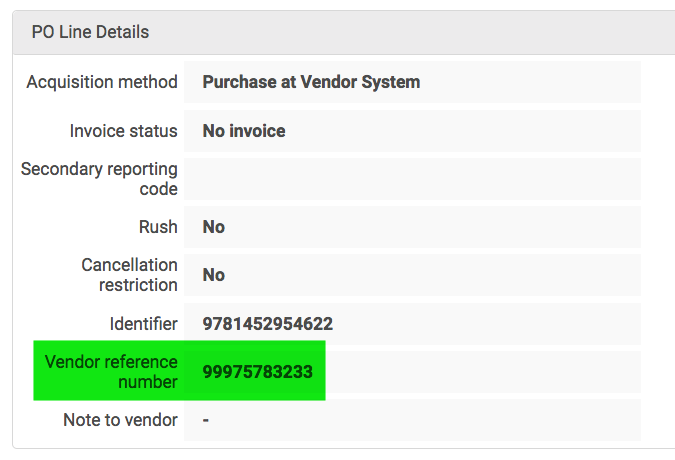 PO Line Details
Acquisition method Purchase at Vendor System
Invoice status No invoice
Secondary reporting
code
Rush No
Cancellation
restriction No
Identifier 9781452954622
Vendor reference
number 99975783233
Note to vendor -